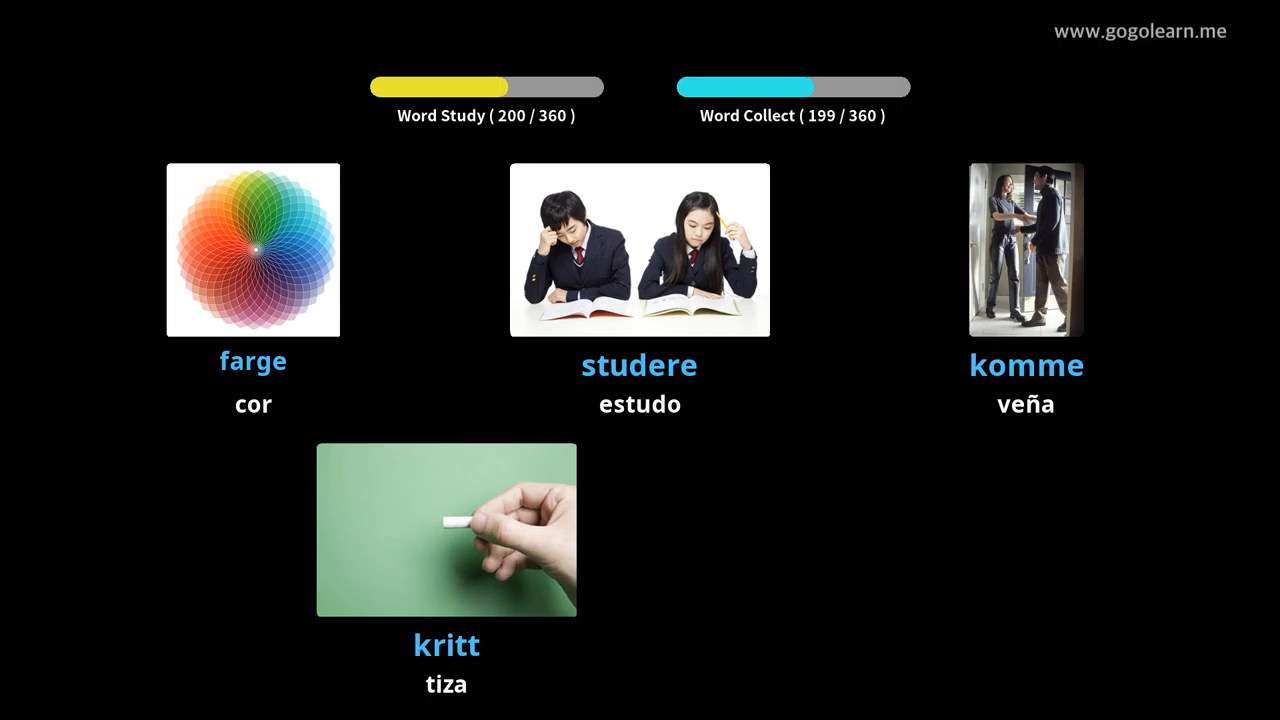 www.gogolearn.me
Word Study ( 200 / 360 )
Word Collect ( 199 / 360 )
farge
cor
studere
estudo
komme
veña
kritt
tiza